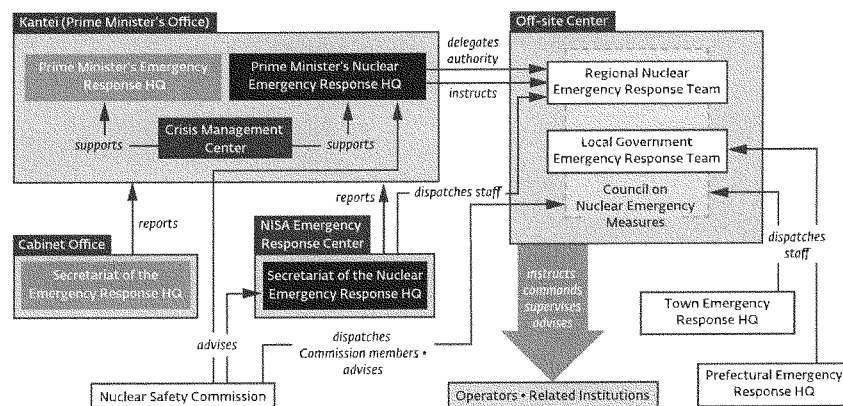 Kantei (Prime Minister's Office)
Prime Minister's Emergency
Response HQ
Prime Minister's Nuclear
Emergency Response HQ
Crisis Management
Center
supports
supports
delegates
authority
instructs
Off-site Center
Regional Nuclear
Emergency Response Team
Local Government
Emergency Response Team
Council on
Nuclear Emergency
Measures
reports
reports
dispatches staff
dispatches
staff
Cabinet Office
Secretariat of the
Emergency Response HQ
NISA Emergency
Response Center
Secretariat of the Nuclear
Emergency Response HQ
instructs
commands
supervises
advises
Town Emergency
Response HQ
advises
dispatches
Commission members •
advises
Nuclear Safety Commission
Operators • Related Institutions
Prefectural Emergency
Response HQ